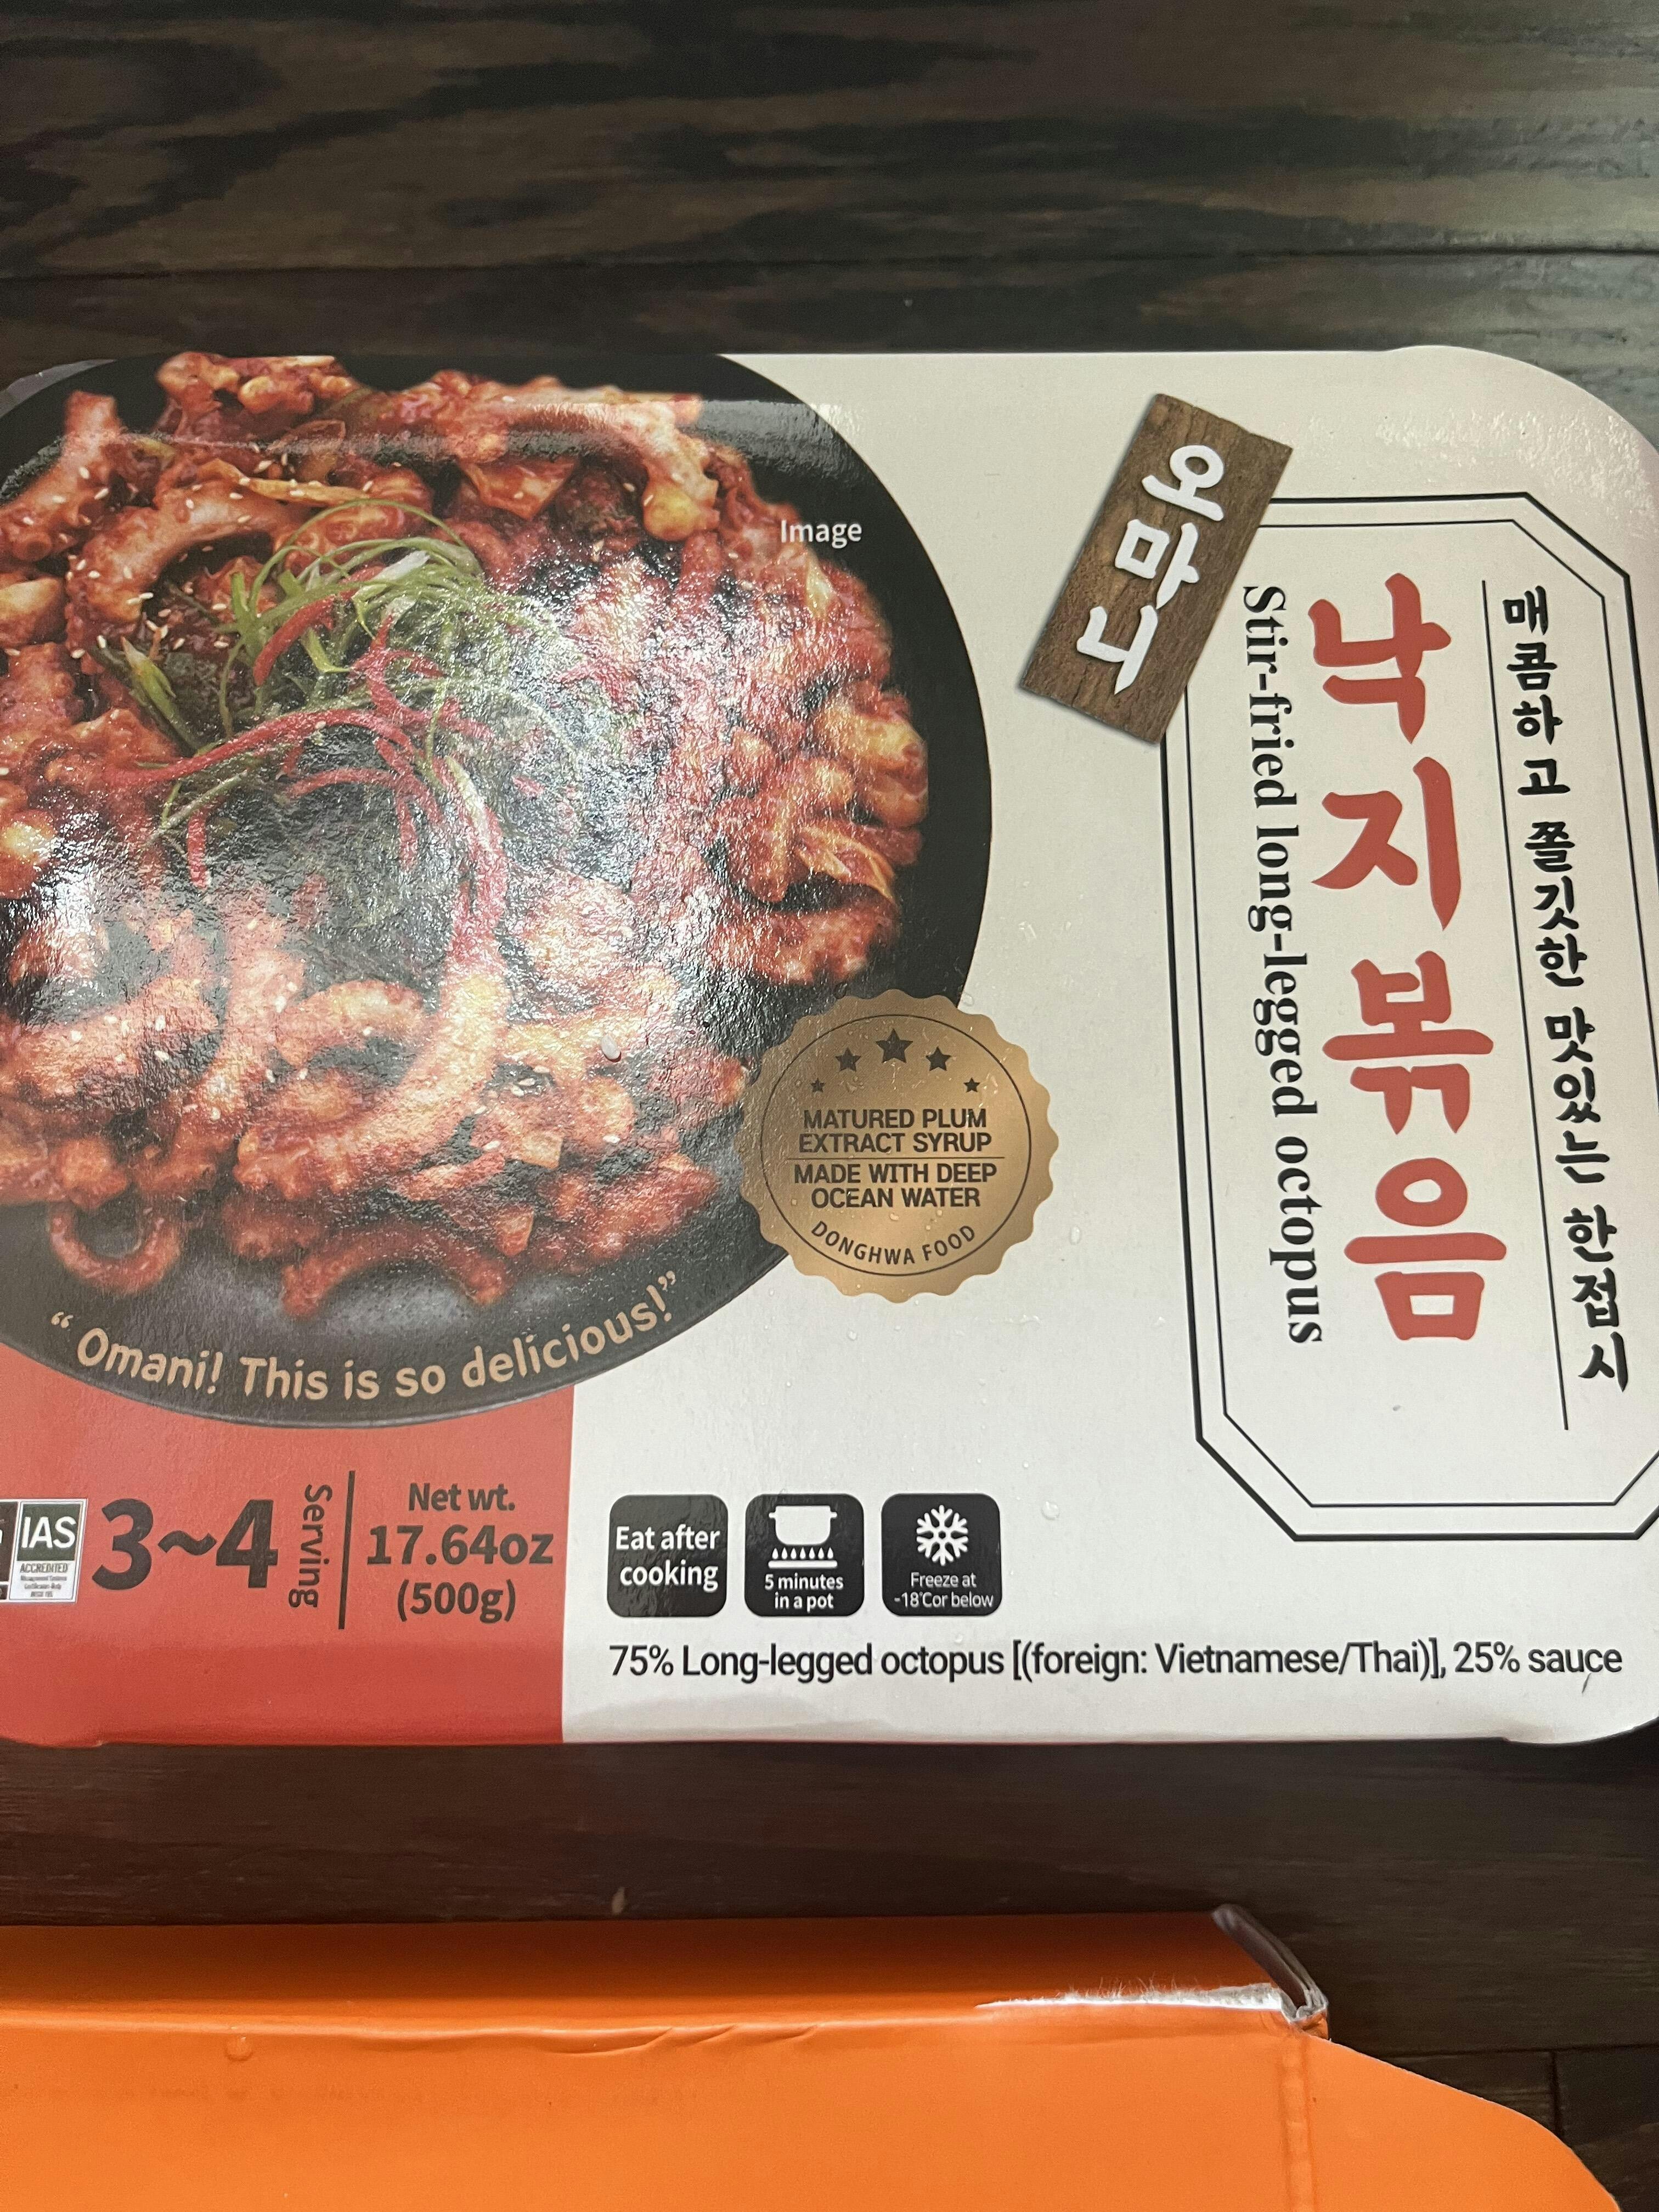 오마니
매콤하고 쫄깃한 맛있는 한 접시
낙지볶음
Stir-fried long-legged octopus
Image
MATURED PLUM
EXTRACT SYRUP
MADE WITH DEEP
OCEAN WATER
DONGHWA FOOD
“Omani! This is so delicious!”
IAS
ACCREDITED
3~4
Serving
Net wt.
17.64oz
(500g)
Eat after
cooking
5 minutes
in a pot
Freeze at
-18℃or below
75% Long-legged octopus [(foreign: Vietnamese/Thai)], 25% sauce